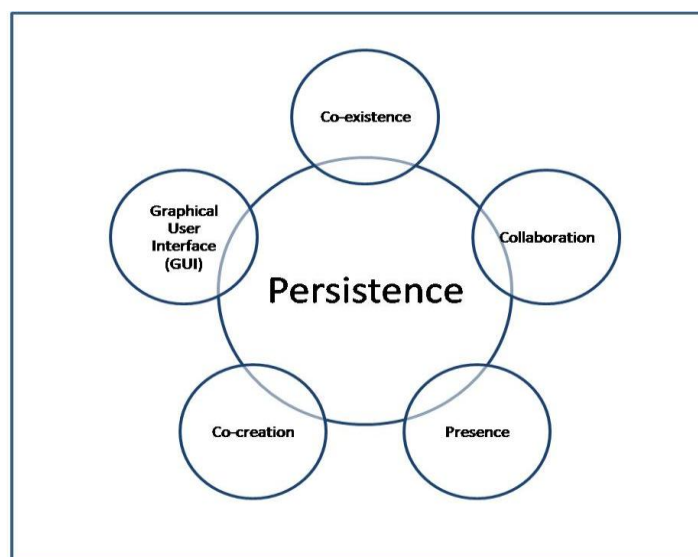 Co-existence
Graphical
User
Interface
(GUI)
Collaboration
Persistence
Co-creation
Presence